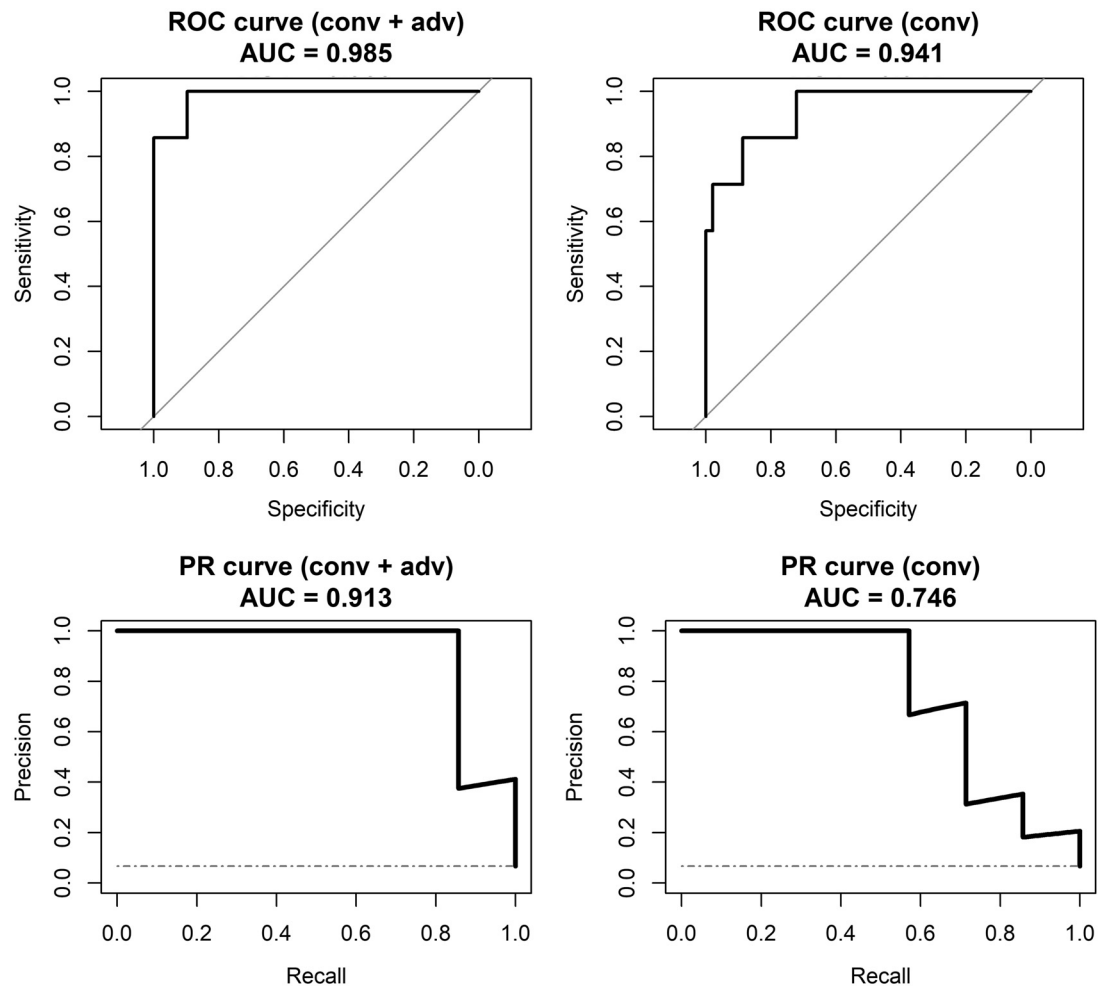 ROC curve (conv + adv)
AUC = 0.985
1.0
0.8
0.6
0.4
0.2
0.0
Sensitivity
1.0 0.8 0.6 0.4 0.2 0.0
Specificity
ROC curve (conv)
AUC = 0.941
1.0
0.8
0.6
0.4
0.2
0.0
Sensitivity
1.0 0.8 0.6 0.4 0.2 0.0
Specificity
PR curve (conv + adv)
AUC = 0.913
1.0
0.8
0.6
0.4
0.2
0.0
Precision
0.0 0.2 0.4 0.6 0.8 1.0
Recall
PR curve (conv)
AUC = 0.746
1.0
0.8
0.6
0.4
0.2
0.0
Precision
0.0 0.2 0.4 0.6 0.8 1.0
Recall